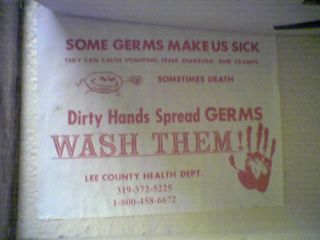 SOME GERMS MAKE US SICK
THEY CAN CAUSE VOMITING, FEVER, DIARRHEA, AND CRAMPS
SOMETIMES DEATH
Dirty Hands Spread GERMS
WASH THEM!
LEE COUNTY HEALTH DEPT.
319-372-5225
1-800-458-6672